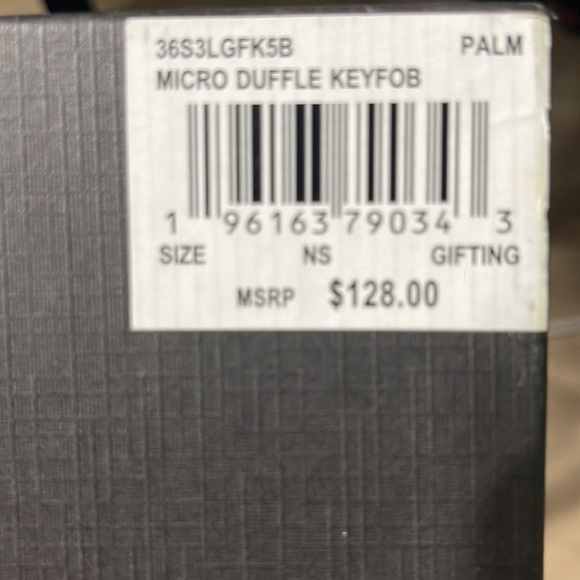 36S3LGFK5B PALM
MICRO DUFFLE KEYFOB
1 96163 79034 3
SIZE NS GIFTING
MSRP $128.00